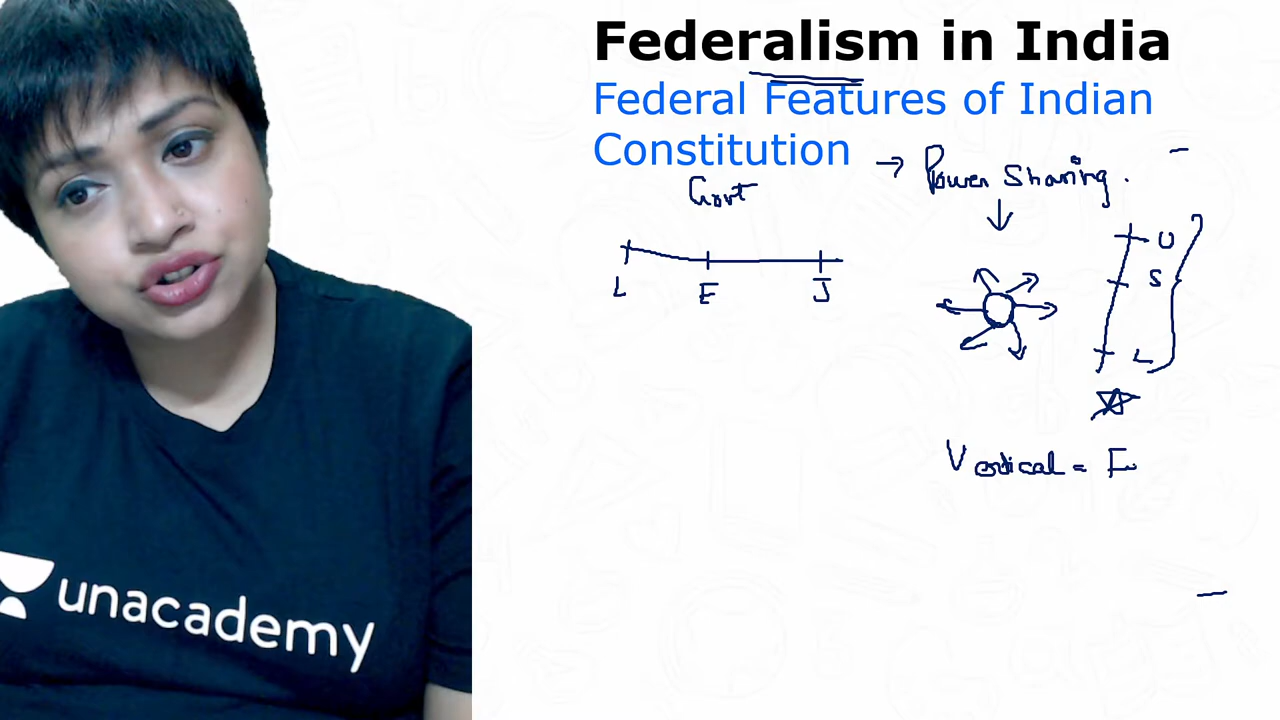 Federalism in India
Federal Features of Indian
Constitution → Power Sharing.
Govt
L E J
U
S
L
Vertical =
unacademy